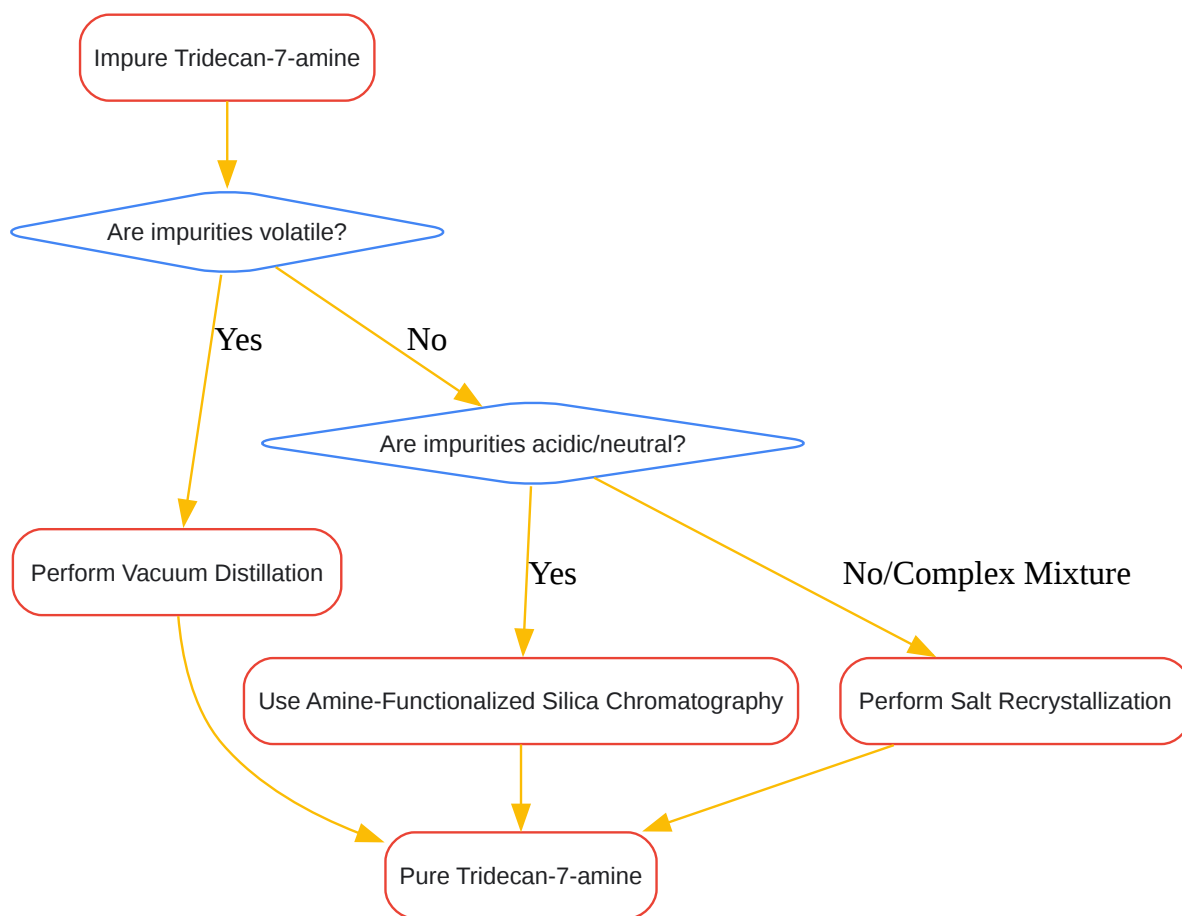 Impure Tridecan-7-amine
Are impurities volatile?
Yes
No
Are impurities acidic/neutral?
Perform Vacuum Distillation
Yes
No/Complex Mixture
Use Amine-Functionalized Silica Chromatography
Perform Salt Recrystallization
Pure Tridecan-7-amine